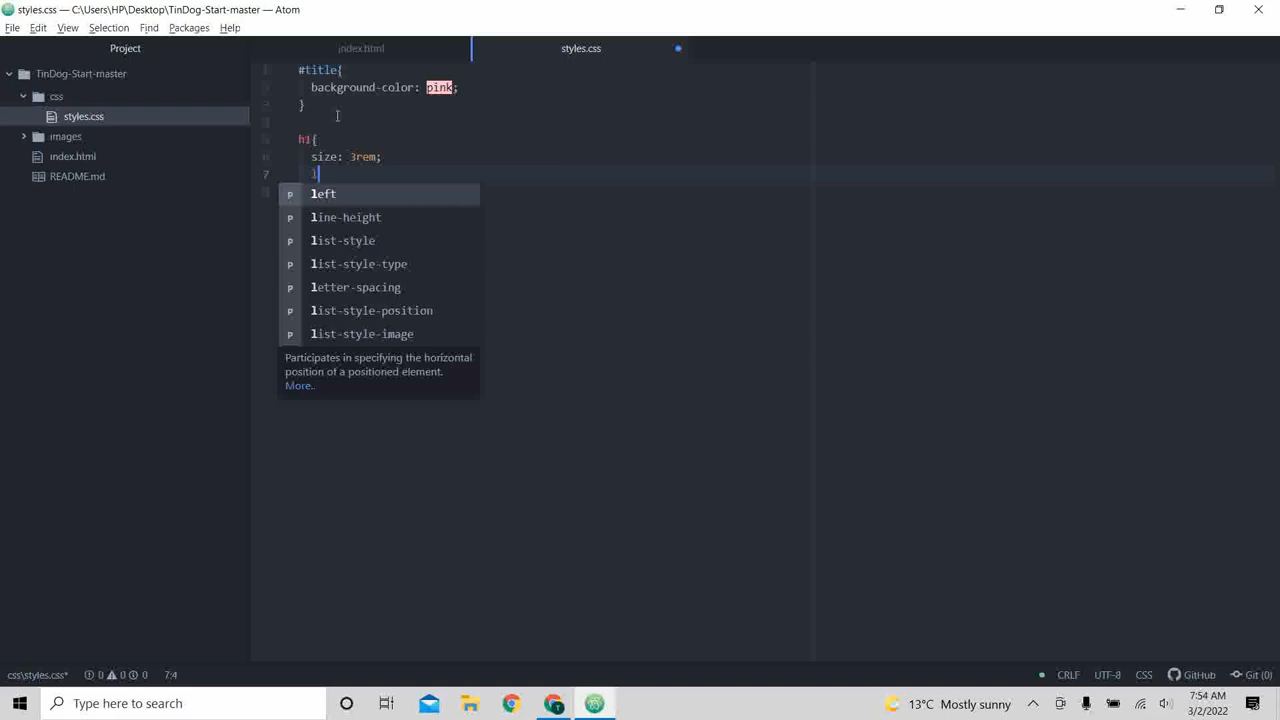 styles.css — C:\Users\HP\Desktop\TinDog-Start-master — Atom
File Edit View Selection Find Packages Help
Project index.html styles.css
TinDog-Start-master
css
styles.css
images
index.html
README.md
#title{
background-color: pink;
}
h1{
size: 3rem;
7 l
left
line-height
list-style
list-style-type
letter-spacing
list-style-position
list-style-image
Participates in specifying the horizontal
position of a positioned element.
More..
css\styles.css* 0 0 0 7:4 CRLF UTF-8 CSS GitHub Git (0)
Type here to search 13°C Mostly sunny 7:54 AM
3/2/2022